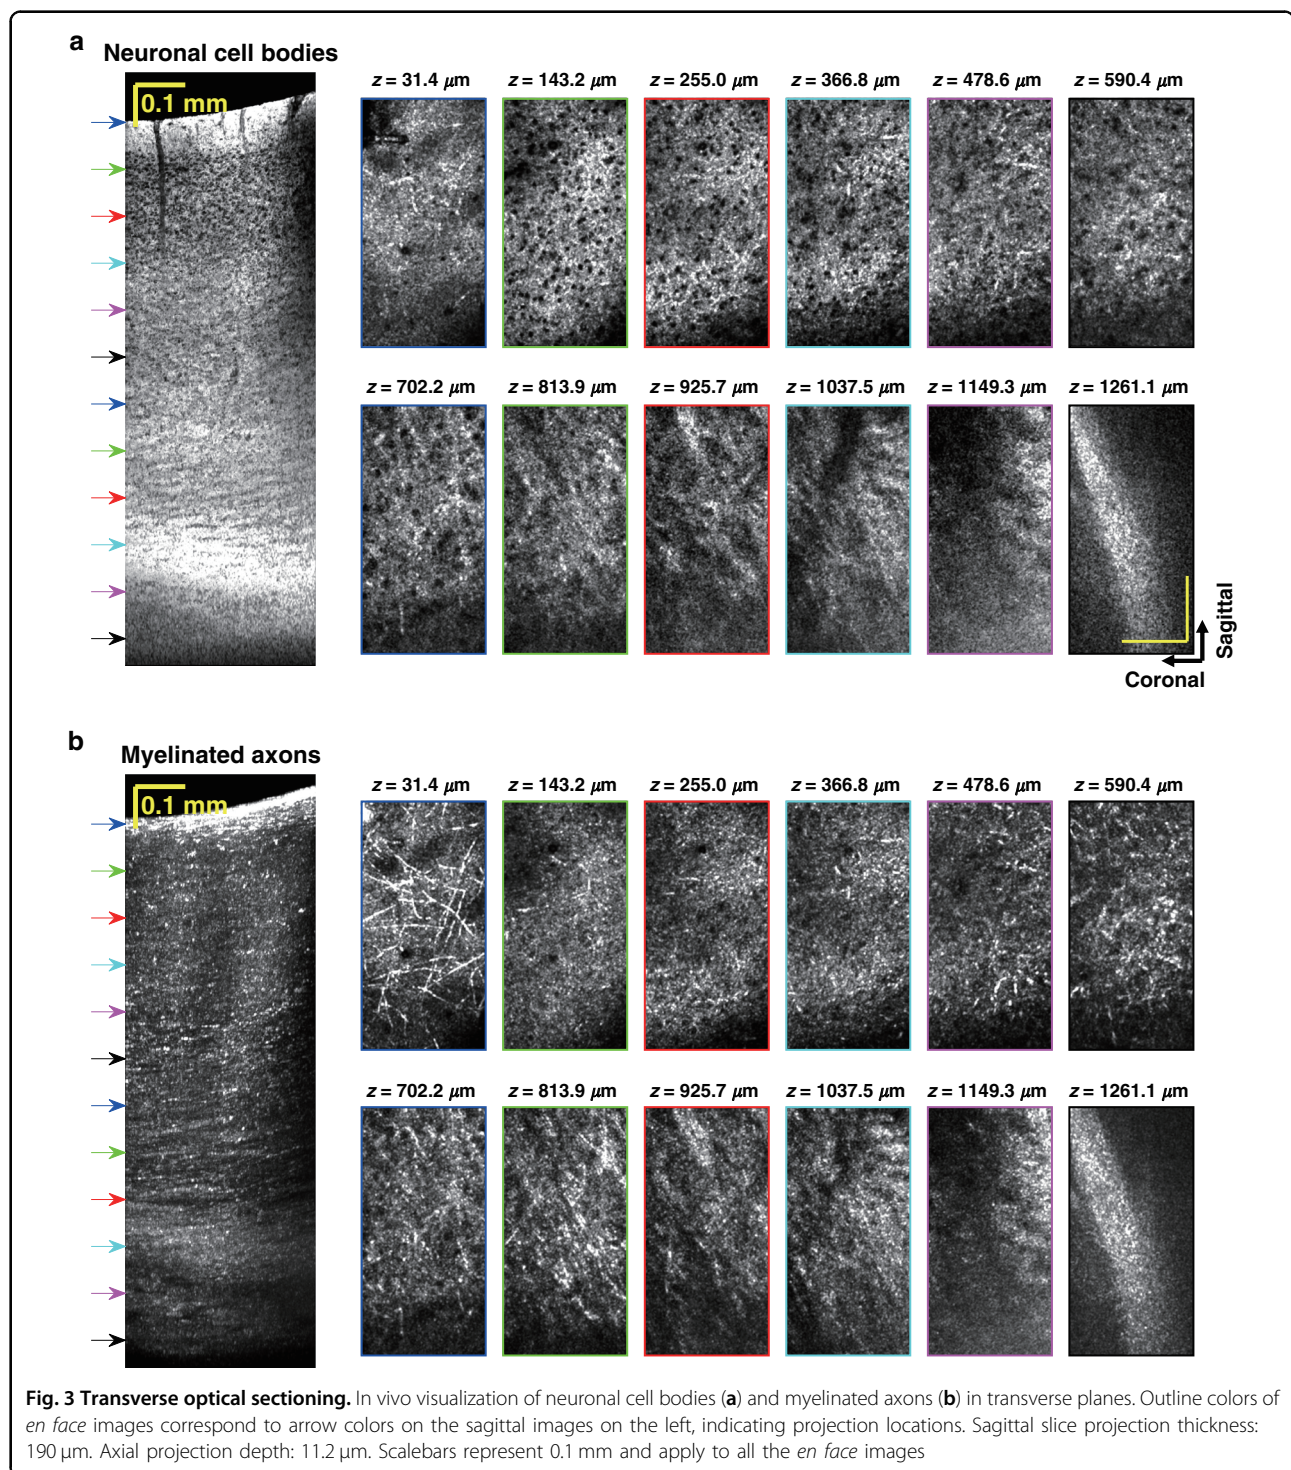 a
Neuronal cell bodies
0.1 mm
z = 31.4 μm
z = 143.2 μm
z = 255.0 μm
z = 366.8 μm
z = 478.6 μm
z = 590.4 μm
z = 702.2 μm
z = 813.9 μm
z = 925.7 μm
z = 1037.5 μm
z = 1149.3 μm
z = 1261.1 μm
Sagittal
Coronal
b
Myelinated axons
0.1 mm
z = 31.4 μm
z = 143.2 μm
z = 255.0 μm
z = 366.8 μm
z = 478.6 μm
z = 590.4 μm
z = 702.2 μm
z = 813.9 μm
z = 925.7 μm
z = 1037.5 μm
z = 1149.3 μm
z = 1261.1 μm
Fig. 3 Transverse optical sectioning. In vivo visualization of neuronal cell bodies (a) and myelinated axons (b) in transverse planes. Outline colors of
en face images correspond to arrow colors on the sagittal images on the left, indicating projection locations. Sagittal slice projection thickness:
190 μm. Axial projection depth: 11.2 μm. Scalebars represent 0.1 mm and apply to all the en face images